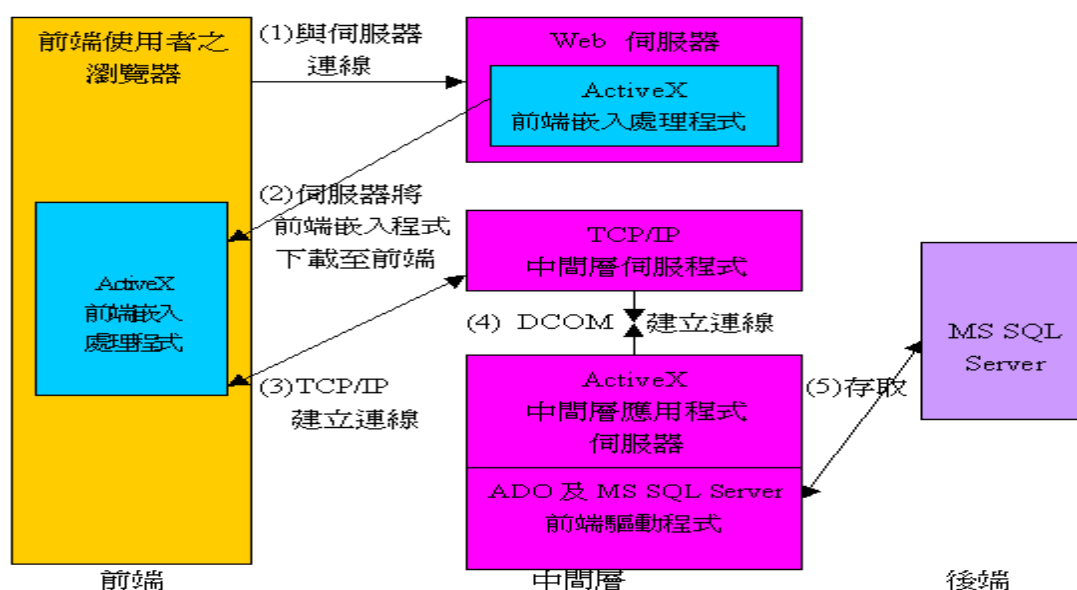 前端使用者之
瀏覽器
(1)與伺服器
連線
Web 伺服器
ActiveX
前端嵌入處理程式
(2)伺服器將
前端嵌入程式
下載至前端
ActiveX
前端嵌入
處理程式
TCP/IP
中間層伺服程式
(4) DCOM 建立連線
(3)TCP/IP
建立連線
ActiveX
中間層應用程式
伺服器
ADO 及 MS SQL Server
前端驅動程式
(5)存取
MS SQL
Server
前端
中間層
後端